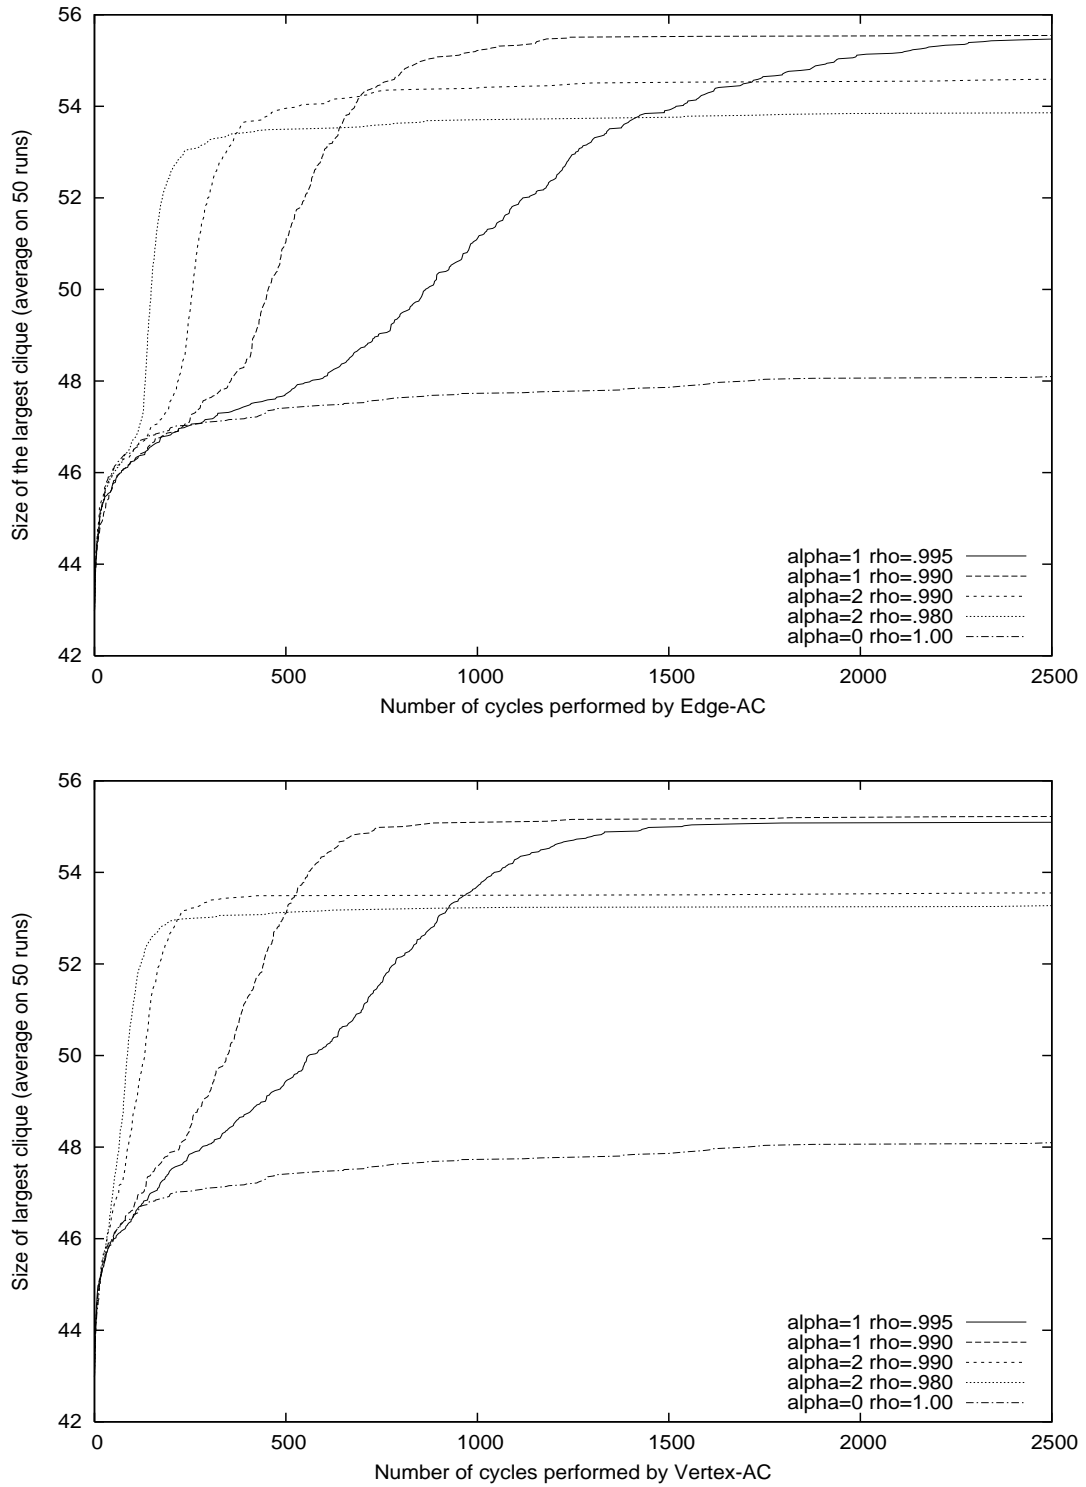 56
54
52
50
48
46
44
42
Size of the largest clique (average on 50 runs)
alpha=1 rho=.995
alpha=1 rho=.990
alpha=2 rho=.990
alpha=2 rho=.980
alpha=0 rho=1.00
0 500 1000 1500 2000 2500
Number of cycles performed by Edge-AC
56
54
52
50
48
46
44
42
Size of largest clique (average on 50 runs)
alpha=1 rho=.995
alpha=1 rho=.990
alpha=2 rho=.990
alpha=2 rho=.980
alpha=0 rho=1.00
0 500 1000 1500 2000 2500
Number of cycles performed by Vertex-AC